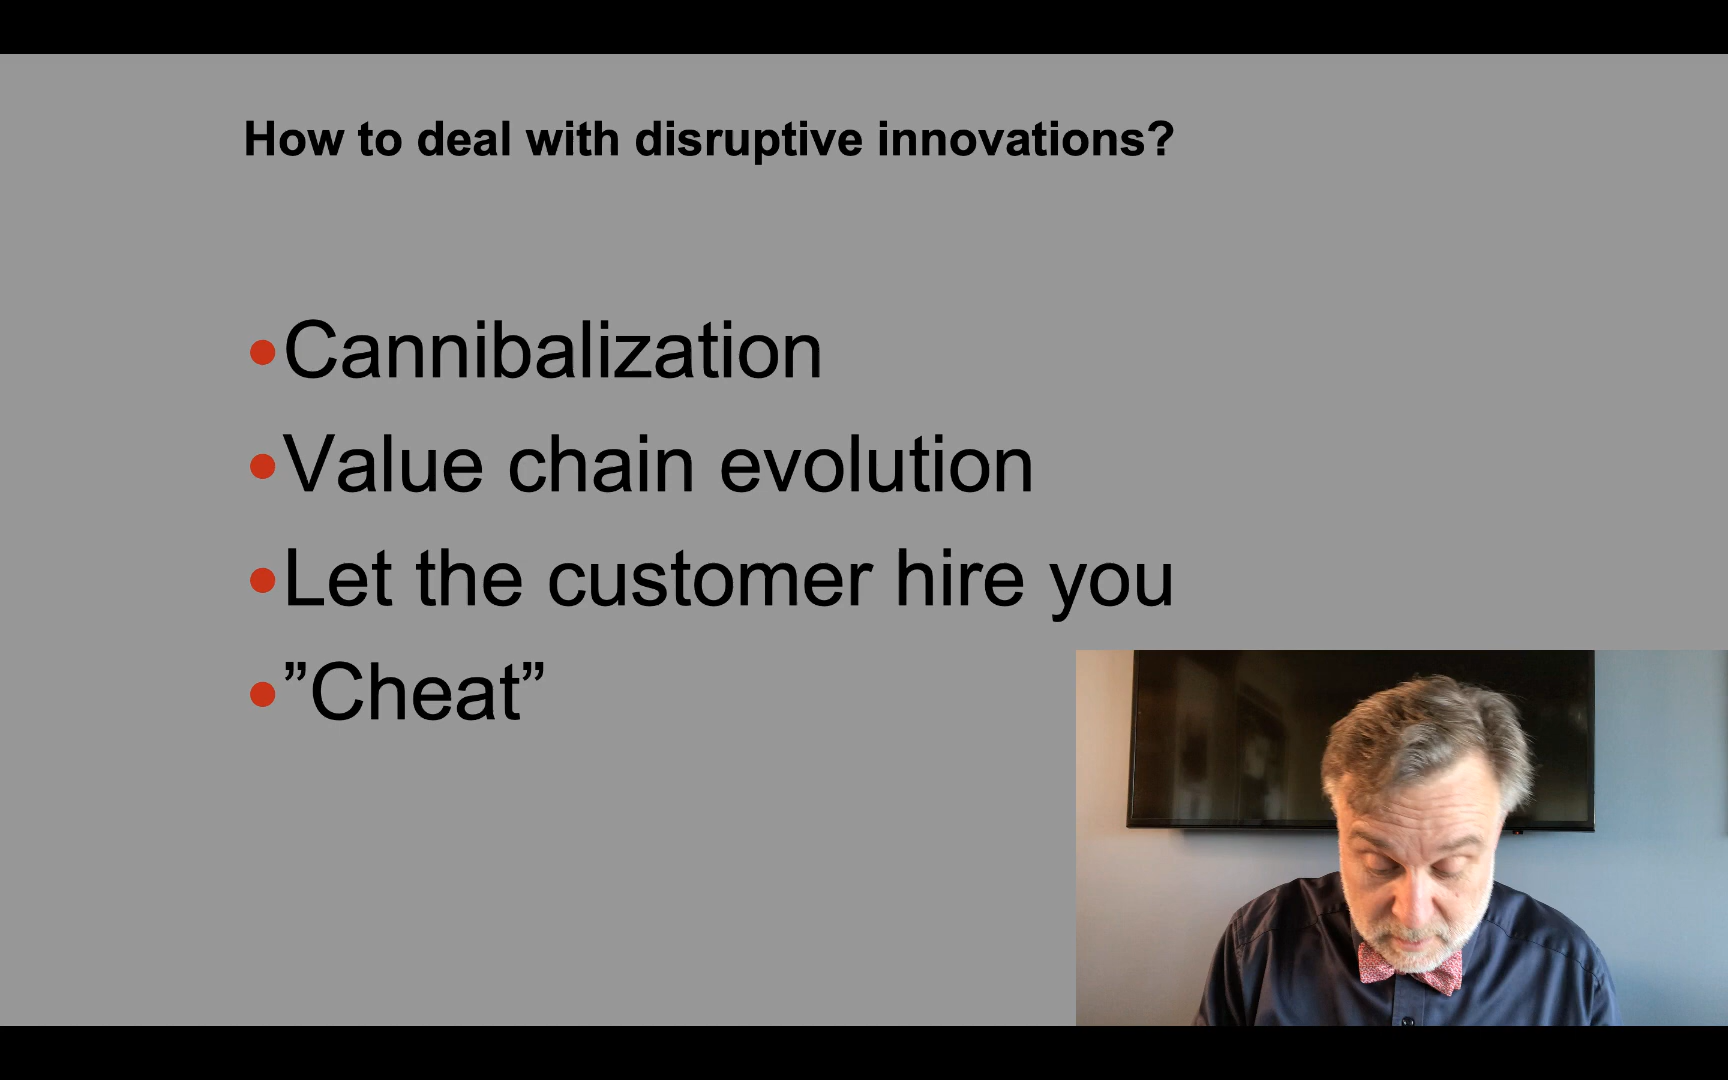 How to deal with disruptive innovations?
•Cannibalization
•Value chain evolution
•Let the customer hire you
•”Cheat”